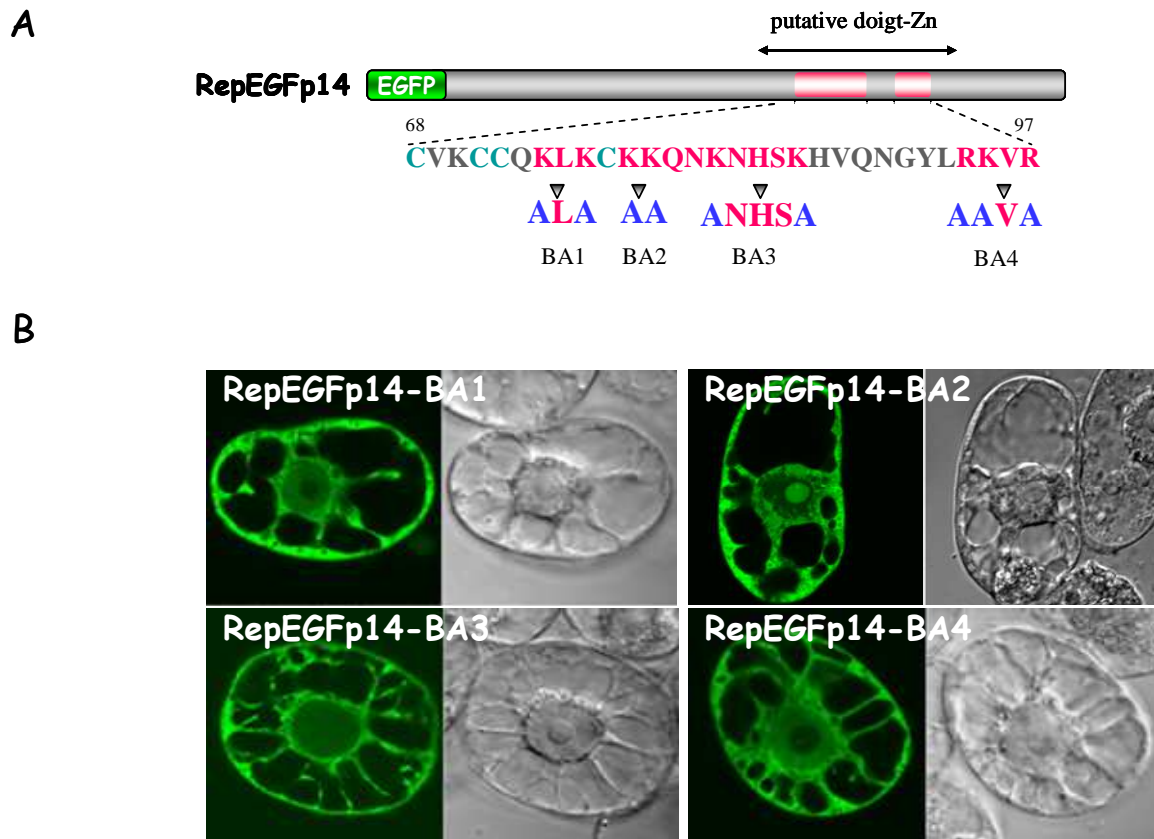 A
putative doigt-Zn
RepEGFp14 EGFP
68 97
CVKCCQKLKCKKQNKNHSKHVQNGYLRKVR
ALA AA ANHSA AAVA
BA1 BA2 BA3 BA4
B
RepEGFp14-BA1 RepEGFp14-BA2
RepEGFp14-BA3 RepEGFp14-BA4